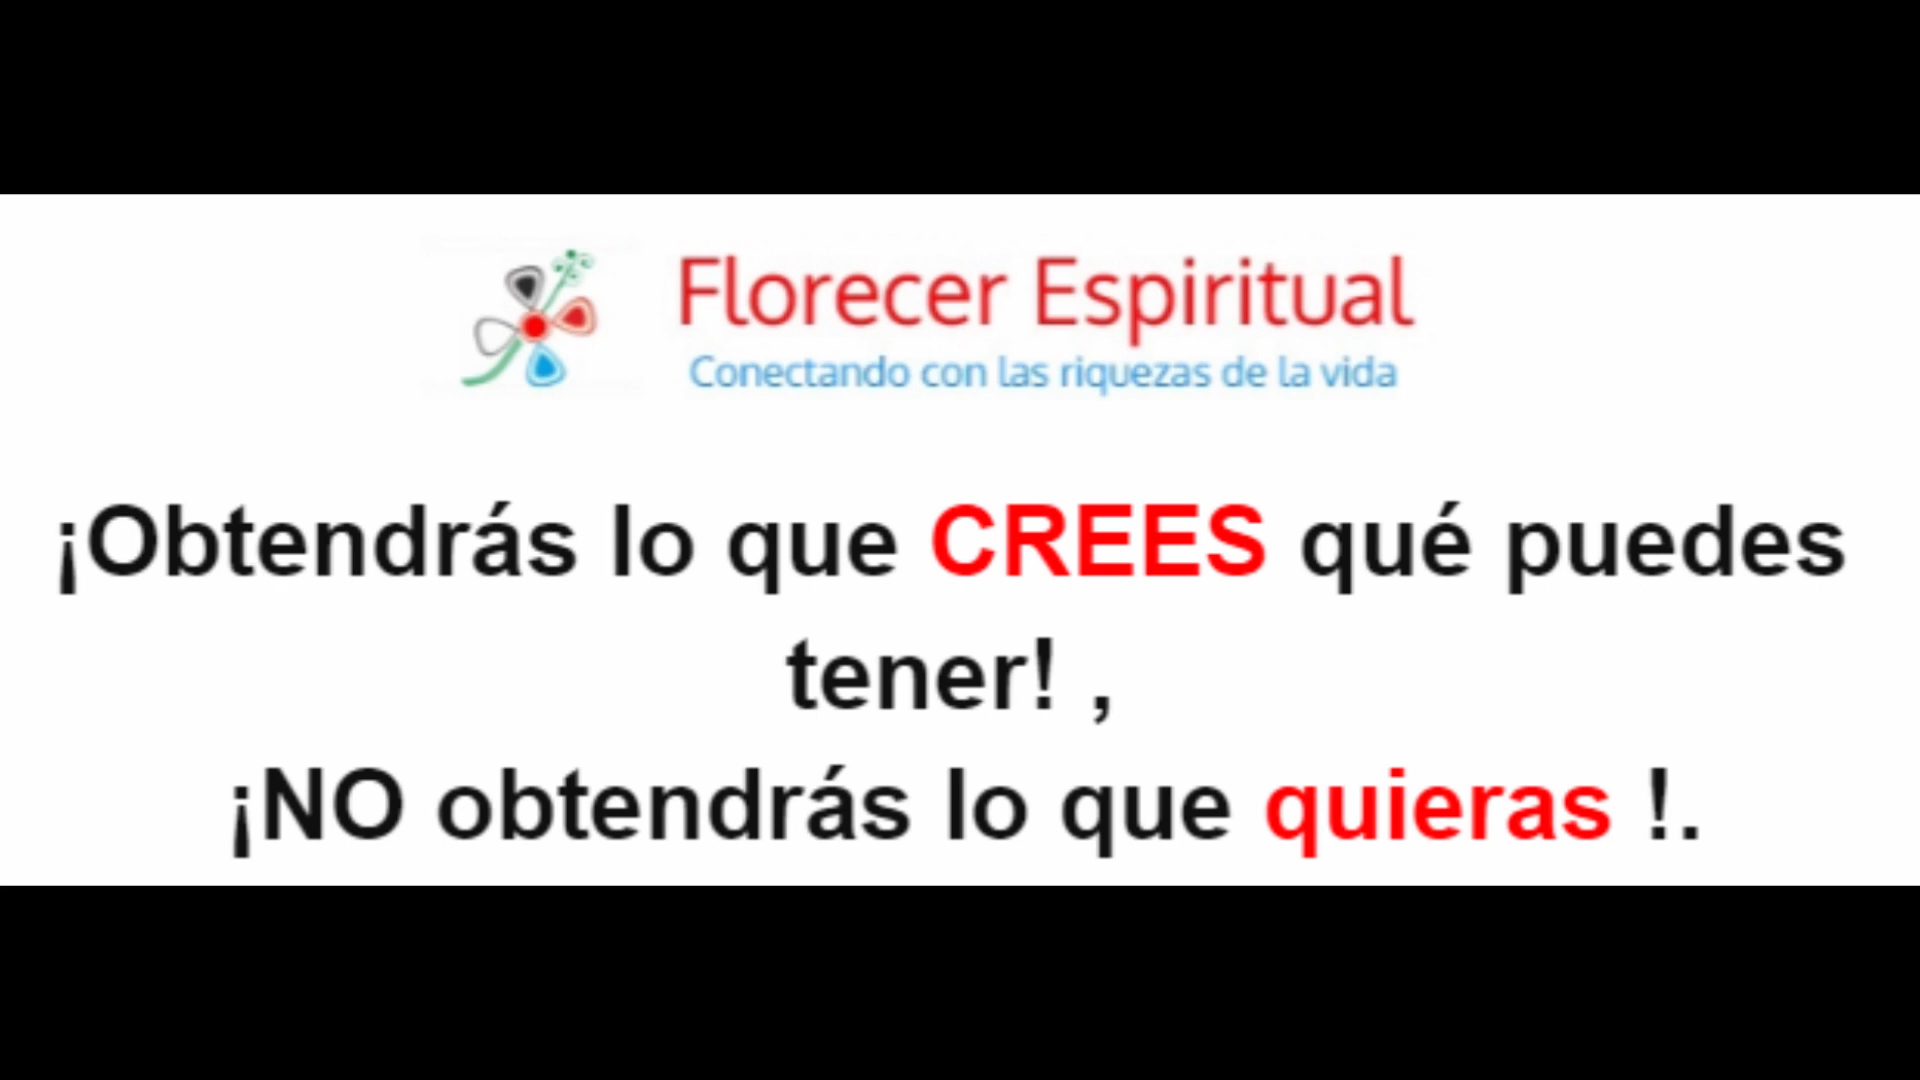 Florecer Espiritual
Conectando con las riquezas de la vida
¡Obtendrás lo que CREES qué puedes
tener! ,
¡NO obtendrás lo que quieras !.